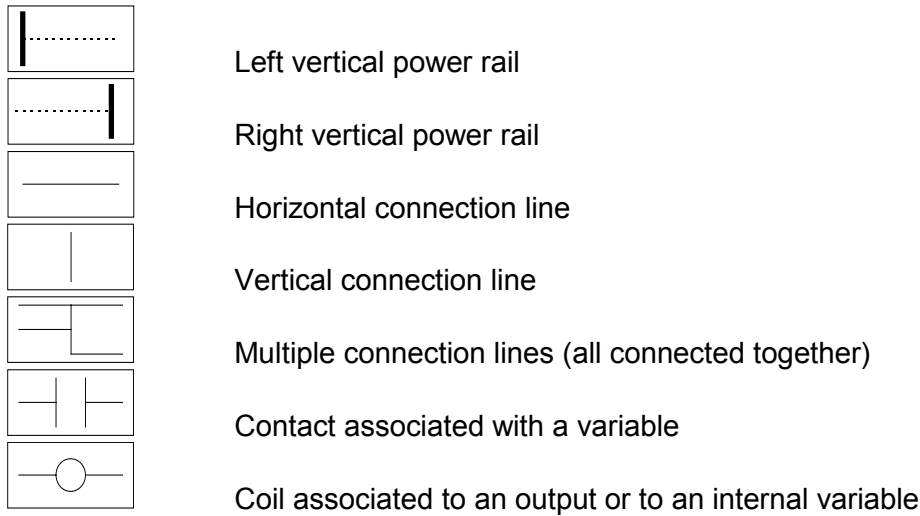 Left vertical power rail
Right vertical power rail
Horizontal connection line
Vertical connection line
Multiple connection lines (all connected together)
Contact associated with a variable
Coil associated to an output or to an internal variable